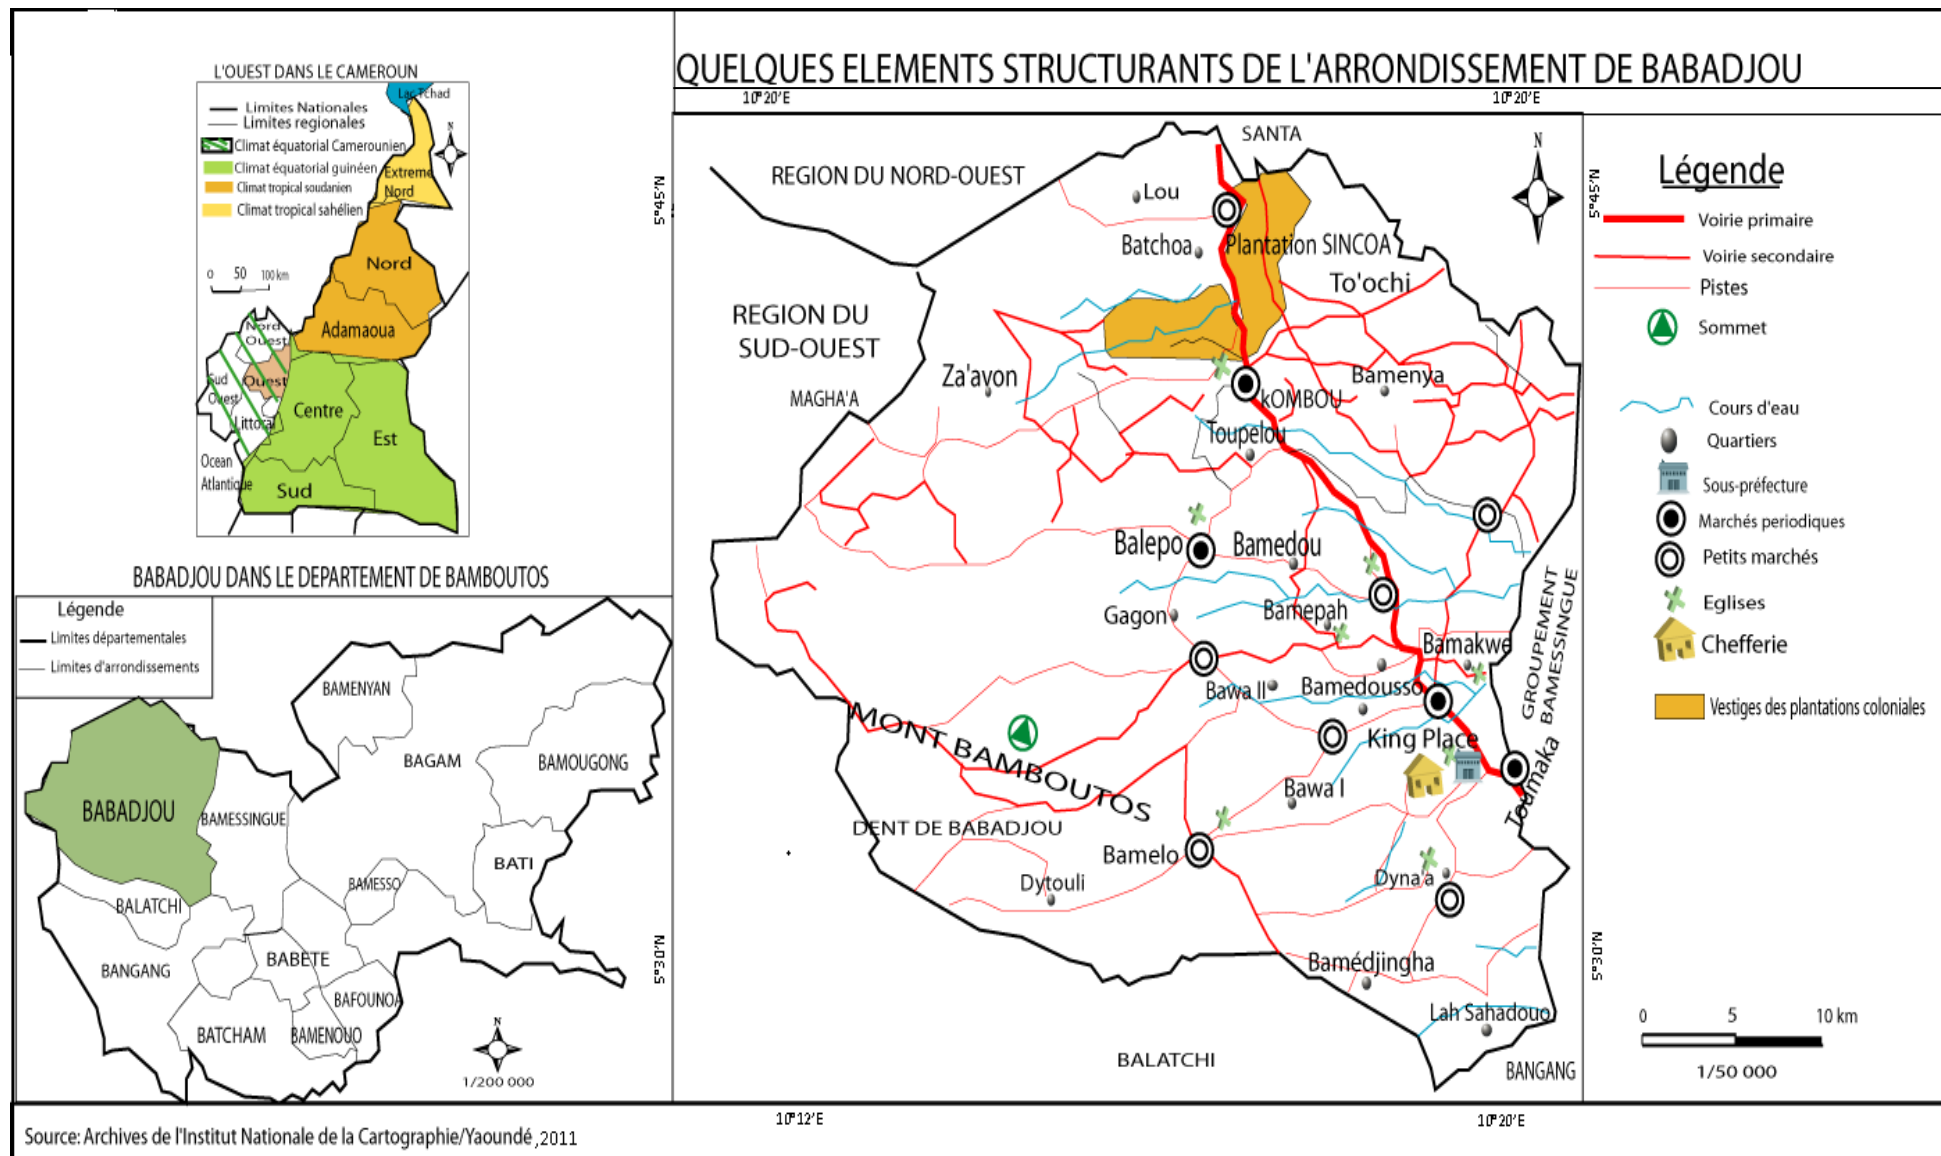 L'OUEST DANS LE CAMEROUN
Lac Tchad
Limites Nationales
Limites regionales
Climat équatorial Camerounien
Climat équatorial guinéen
Climat tropical soudanien
Climat tropical sahélien
N
Extreme
Nord
0 50 100 km
Nord
Adamaoua
Nord
Ouest
Ouest
Sud
Ouest
Littoral
Centre
Est
Ocean
Atlantique
Sud
BABADJOU DANS LE DEPARTEMENT DE BAMBOUTOS
Légende
Limites départementales
Limites d'arrondissements
BAMENYAN
BAGAM
BAMOUGONG
BABADJOU
BAMESSINGUE
BATI
BAMESSO
BALATCHI
BANGANG
BABETE
BAFOUNOA
BATCHAM
BAMENOUO
N
1/200 000
QUELQUES ELEMENTS STRUCTURANTS DE L'ARRONDISSEMENT DE BABADJOU
10°20'E
10°20'E
5°45'N
5°45'N
SANTA
N
REGION DU NORD-OUEST
Lou
Batchoa
Plantation SINCOA
To'ochi
REGION DU
SUD-OUEST
MAGHA'A
Za'avon
Bamenya
kOMBOU
Toupelou
Balepo
Bamedou
Gagon
Bamepah
Bamakwe
GROUPEMENT
BAMESSINGUE
Bawa II
Bamedousso
MONT BAMBOUTOS
King Place
Toumaka
Bawa I
DENT DE BABADJOU
Bamelo
Dytouli
Dyna'a
Bamédjingha
Lah Sahadouo
BALATCHI
BANGANG
5°30'N
5°30'N
10°12'E
10°20'E
Légende
Voirie primaire
Voirie secondaire
Pistes
Sommet
Cours d'eau
Quartiers
Sous-préfecture
Marchés periodiques
Petits marchés
Eglises
Chefferie
Vestiges des plantations coloniales
0 5 10 km
1/50 000
Source: Archives de l'Institut Nationale de la Cartographie/Yaoundé ,2011